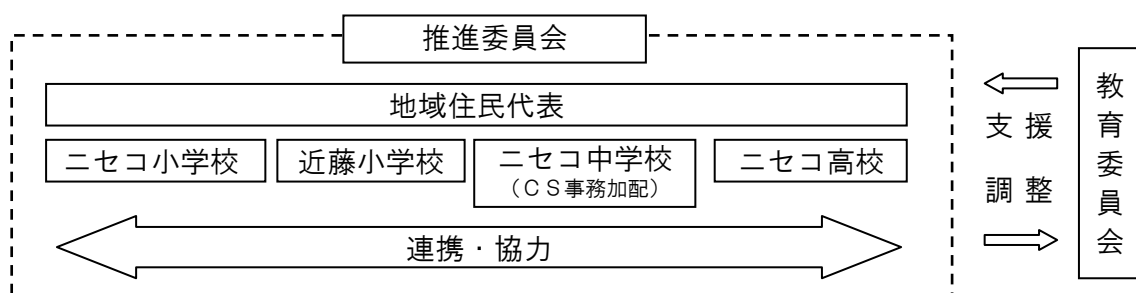 推進委員会
地域住民代表
ニセコ小学校
近藤小学校
ニセコ中学校
（ＣＳ事務加配）
ニセコ高校
連携・協力
支援
調整
教育委員会